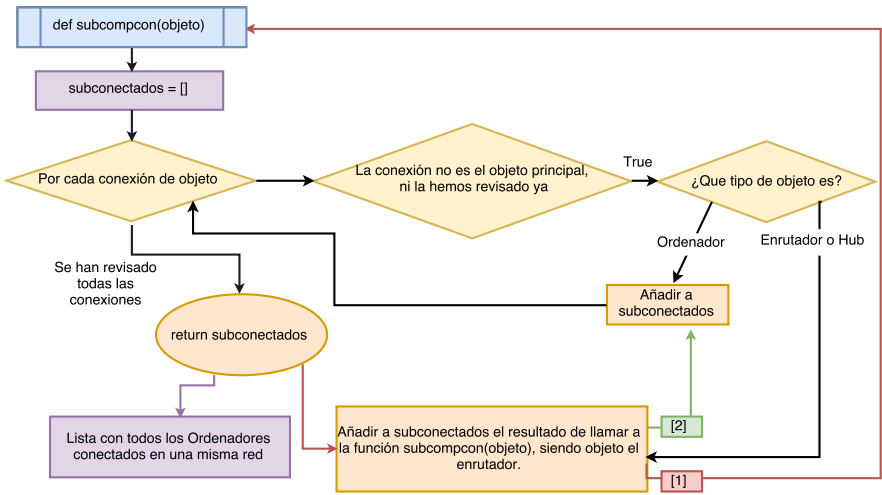 def subcompcon(objeto)
subconectados = []
Por cada conexión de objeto
La conexión no es el objeto principal,
ni la hemos revisado ya
True
¿Que tipo de objeto es?
Ordenador
Enrutador o Hub
Se han revisado
todas las
conexiones
Añadir a
subconectados
return subconectados
Lista con todos los Ordenadores
conectados en una misma red
Añadir a subconectados el resultado de llamar a
la función subcompcon(objeto), siendo objeto el
enrutador.
[2]
[1]